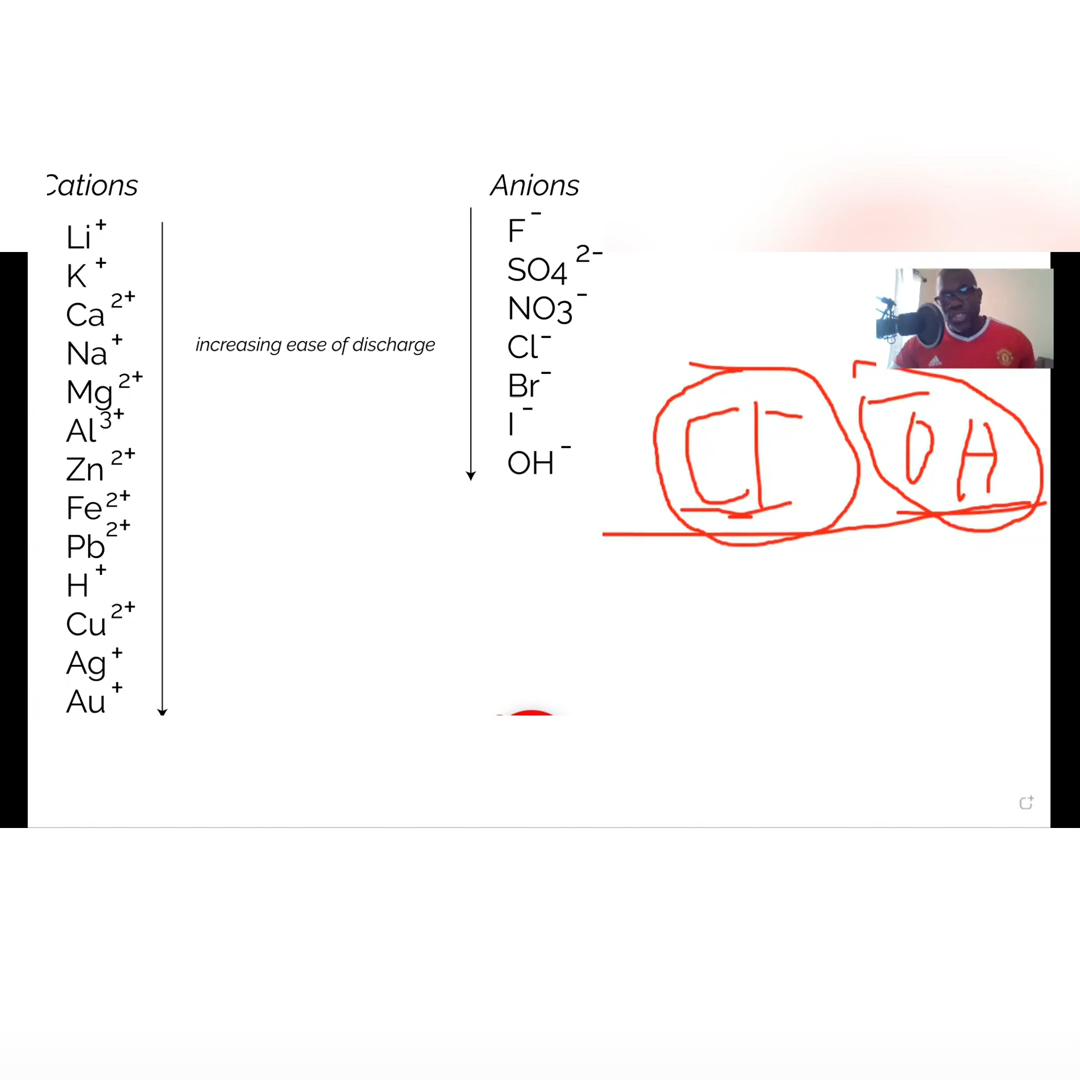 Cations
Li+
K+
Ca2+
Na+
Mg2+
Al3+
Zn2+
Fe2+
Pb2+
H+
Cu2+
Ag+
Au+
increasing ease of discharge
Anions
F-
SO4 2-
NO3-
Cl-
Br-
I-
OH-
Cl-
-OH